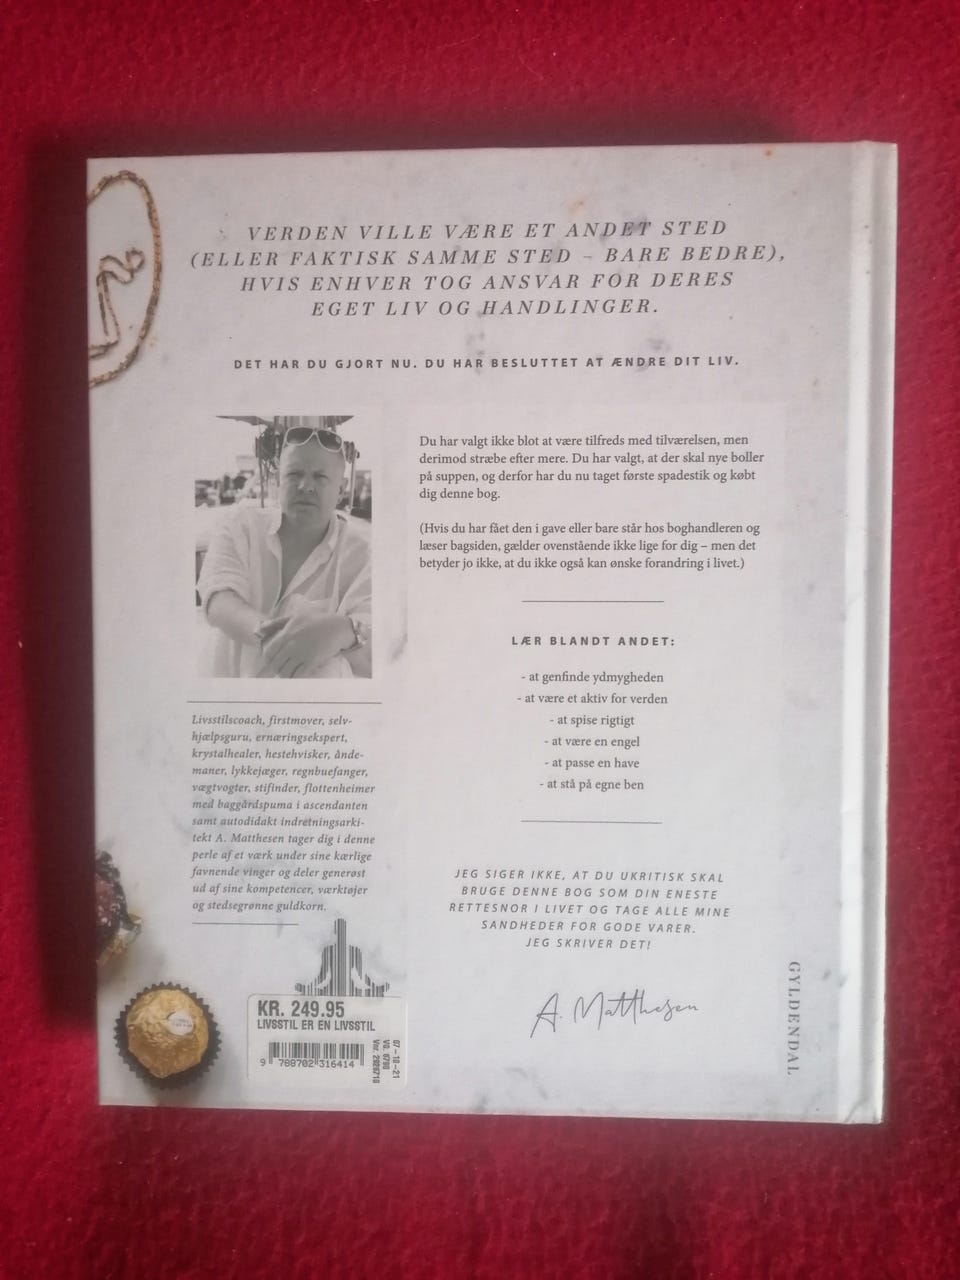 VERDEN VILLE VÆRE ET ANDET STED
(ELLER FAKTISK SAMME STED – BARE BEDRE),
HVIS ENHVER TOG ANSVAR FOR DERES
EGET LIV OG HANDLINGER.
DET HAR DU GJORT NU. DU HAR BESLUTTET AT ÆNDRE DIT LIV.
Du har valgt ikke blot at være tilfreds med tilværelsen, men
derimod stræbe efter mere. Du har valgt, at der skal nye boller
på suppen, og derfor har du nu taget første spadestik og købt
dig denne bog.
(Hvis du har fået den i gave eller bare står hos boghandleren og
læser bagsiden, gælder ovenstående ikke lige for dig – men det
betyder jo ikke, at du ikke også kan ønske forandring i livet.)
LÆR BLANDT ANDET:
- at genfinde ydmygheden
- at være et aktiv for verden
- at spise rigtigt
- at være en engel
- at passe en have
- at stå på egne ben
Livsstilscoach, firstmover, selv-
hjælpsguru, ernæringsekspert,
krystalhealer, hestehvisker, ånde-
maner, lykkejæger, regnbuefanger,
vægtvogter, stifinder, flottenheimer
med baggårdspuma i ascendanten
samt autodidakt indretningsarki-
tekt A. Matthesen tager dig i denne
perle af et værk under sine kærlige
favnende vinger og deler generøst
ud af sine kompetencer, værktøjer
og stedsegrønne guldkorn.
JEG SIGER IKKE, AT DU UKRITISK SKAL
BRUGE DENNE BOG SOM DIN ENESTE
RETTESNOR I LIVET OG TAGE ALLE MINE
SANDHEDER FOR GODE VARER.
JEG SKRIVER DET!
A. Matthesen
KR. 249.95
LIVSSTIL ER EN LIVSSTIL
9 788702 316414
07-10-21
VG. 6700
Var. 2926716
GYLDENDAL